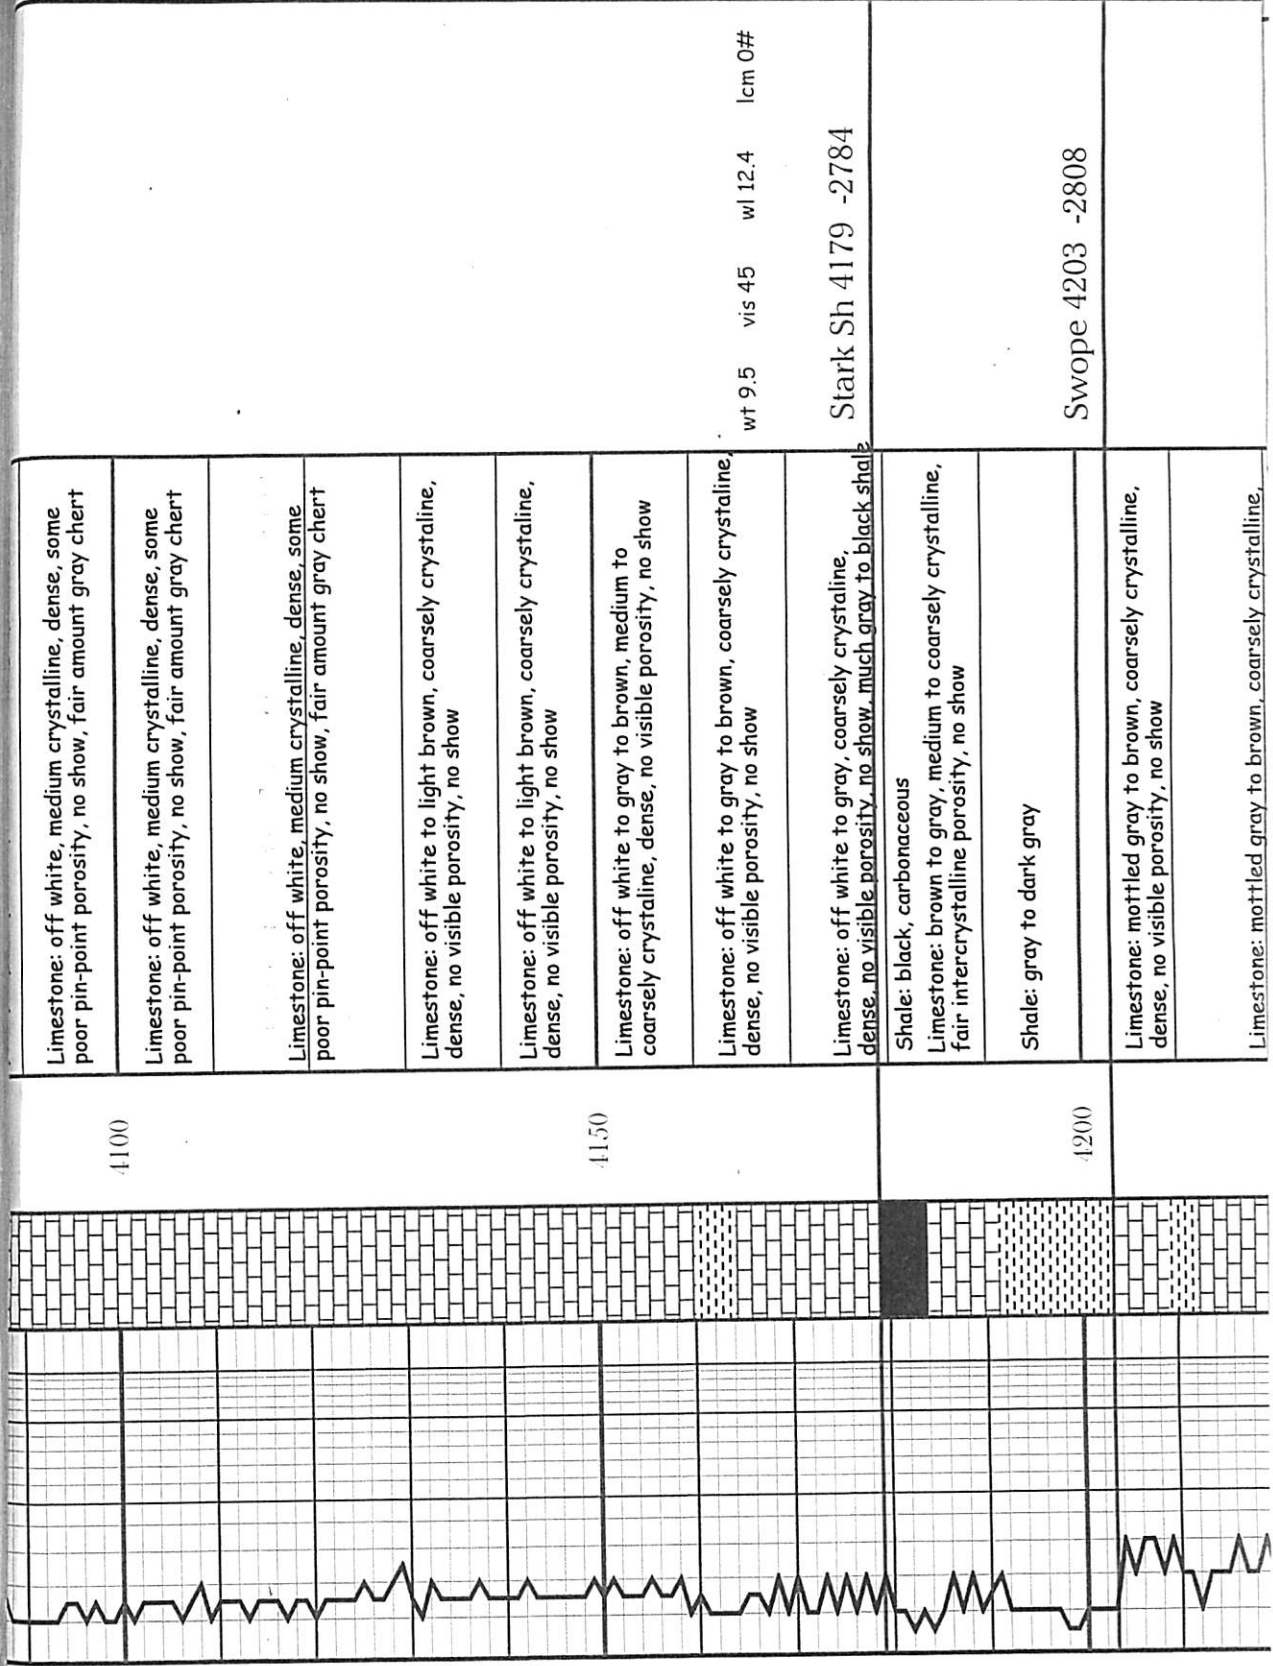 Limestone: off white, medium crystalline, dense, some
poor pin-point porosity, no show, fair amount gray chert
4100
Limestone: off white, medium crystalline, dense, some
poor pin-point porosity, no show, fair amount gray chert
Limestone: off white, medium crystalline, dense, some
poor pin-point porosity, no show, fair amount gray chert
Limestone: off white to light brown, coarsely crystaline,
dense, no visible porosity, no show
Limestone: off white to light brown, coarsely crystaline,
dense, no visible porosity, no show
4150
Limestone: off white to gray to brown, medium to
coarsely crystaline, dense, no visible porosity, no show
Limestone: off white to gray to brown, coarsely crystaline,
dense, no visible porosity, no show
wt 9.5 vis 45 wl 12.4 lcm 0#
Limestone: off white to gray, coarsely crystaline,
dense, no visible porosity, no show, much gray to black shale
Stark Sh 4179 -2784
Shale: black, carbonaceous
Limestone: brown to gray, medium to coarsely crystalline,
fair intercrystalline porosity, no show
Shale: gray to dark gray
4200
Swope 4203 -2808
Limestone: mottled gray to brown, coarsely crystalline,
dense, no visible porosity, no show
Limestone: mottled gray to brown, coarsely crystalline,